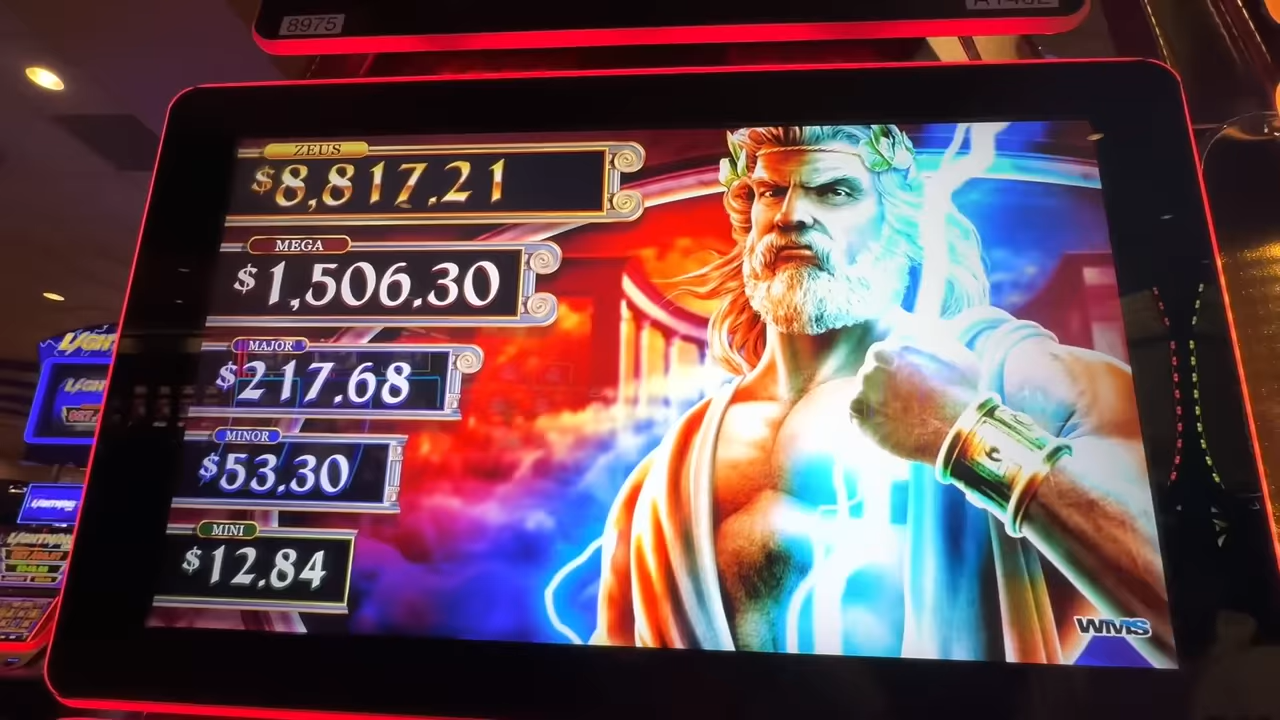 8975
ZEUS
$8,817.21
MEGA
$1,506.30
MAJOR
$217.68
MINOR
$53.30
MINI
$12.84
WMS
LIGHTNING